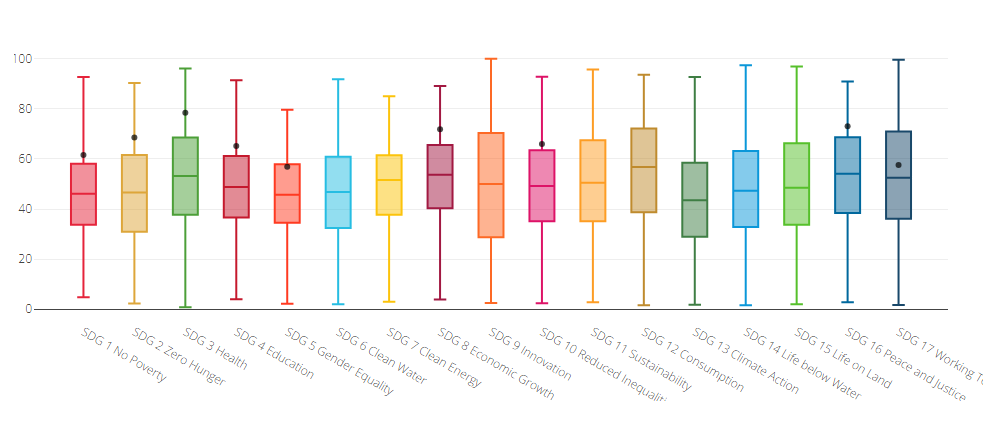 100
80
60
40
20
0
SDG 1 No Poverty
SDG 2 Zero Hunger
SDG 3 Health
SDG 4 Education
SDG 5 Gender Equality
SDG 6 Clean Water
SDG 7 Clean Energy
SDG 8 Economic Growth
SDG 9 Innovation
SDG 10 Reduced Inequaliti
SDG 11 Sustainability
SDG 12 Consumption
SDG 13 Climate Action
SDG 14 Life below Water
SDG 15 Life on Land
SDG 16 Peace and Justice
SDG 17 Working